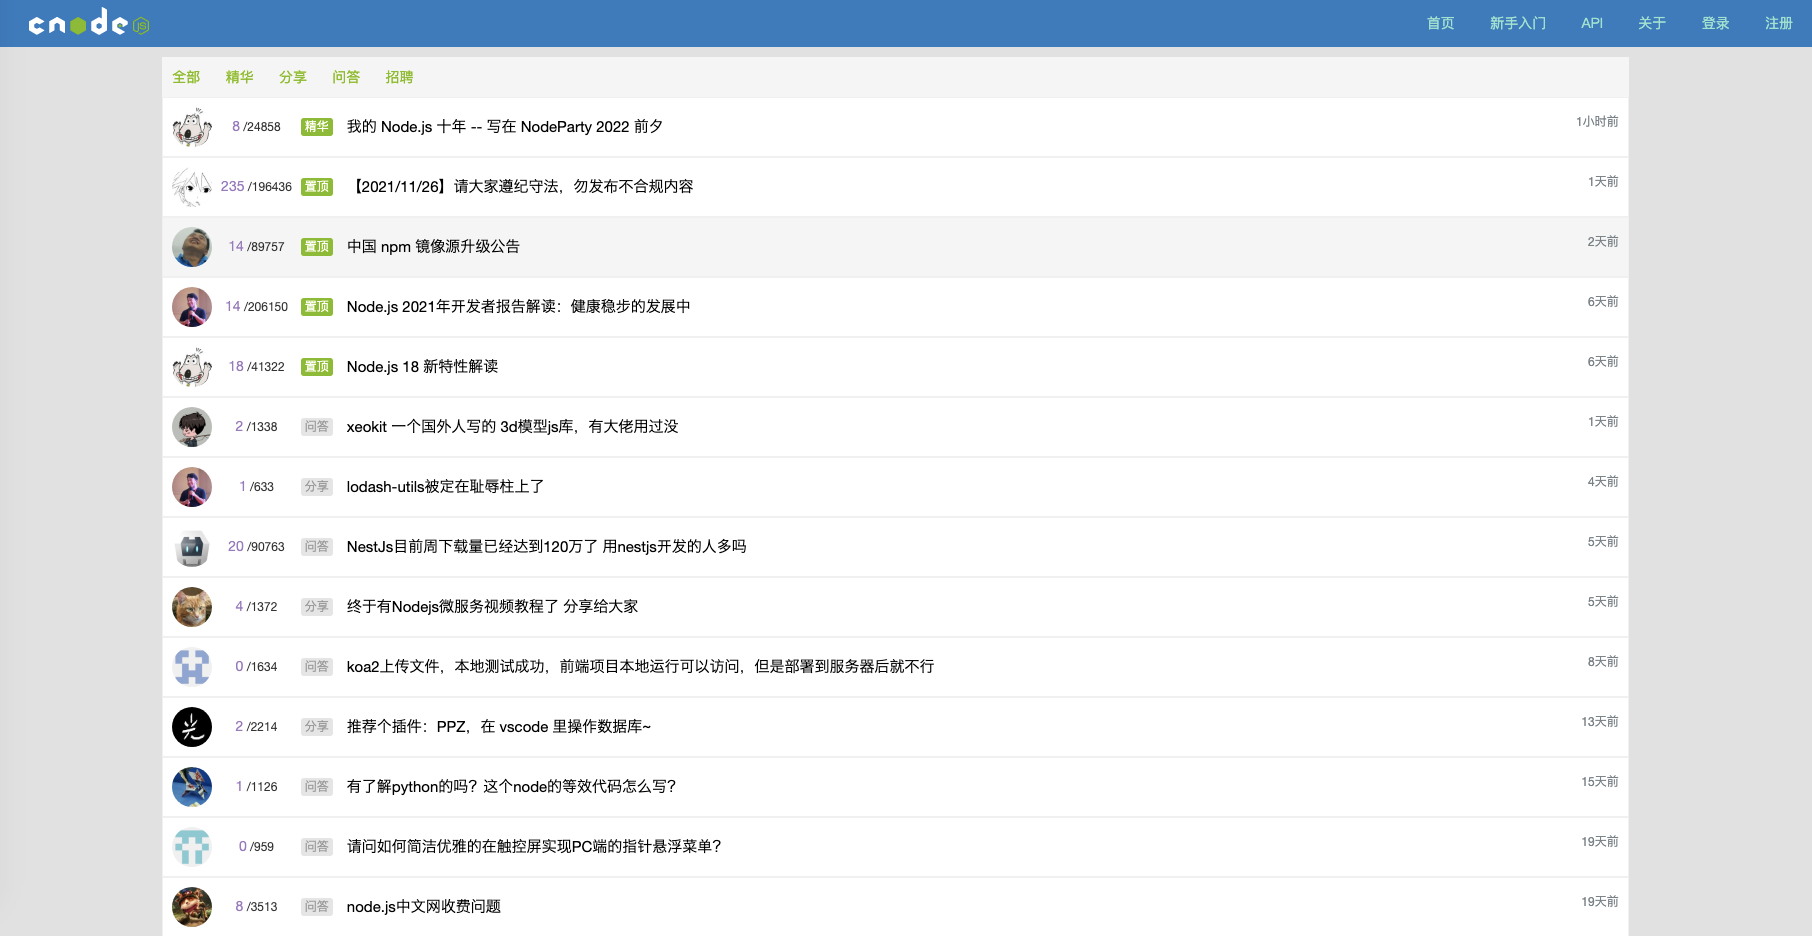 cnode JS
首页 新手入门 API 关于 登录 注册
全部 精华 分享 问答 招聘
8 /24858 精华 我的 Node.js 十年 -- 写在 NodeParty 2022 前夕 1小时前
235 /196436 置顶 【2021/11/26】请大家遵纪守法，勿发布不合规内容 1天前
14 /89757 置顶 中国 npm 镜像源升级公告 2天前
14 /206150 置顶 Node.js 2021年开发者报告解读：健康稳步的发展中 6天前
18 /41322 置顶 Node.js 18 新特性解读 6天前
2 /1338 问答 xeokit 一个国外人写的 3d模型js库，有大佬用过没 1天前
1 /633 分享 lodash-utils被定在耻辱柱上了 4天前
20 /90763 问答 NestJs目前周下载量已经达到120万了 用nestjs开发的人多吗 5天前
4 /1372 分享 终于有Nodejs微服务视频教程了 分享给大家 5天前
0 /1634 问答 koa2上传文件，本地测试成功，前端项目本地运行可以访问，但是部署到服务器后就不行 8天前
2 /2214 分享 推荐个插件：PPZ，在 vscode 里操作数据库~ 13天前
1 /1126 问答 有了解python的吗？这个node的等效代码怎么写？ 15天前
0 /959 问答 请问如何简洁优雅的在触控屏实现PC端的指针悬浮菜单？ 19天前
8 /3513 问答 node.js中文网收费问题 19天前